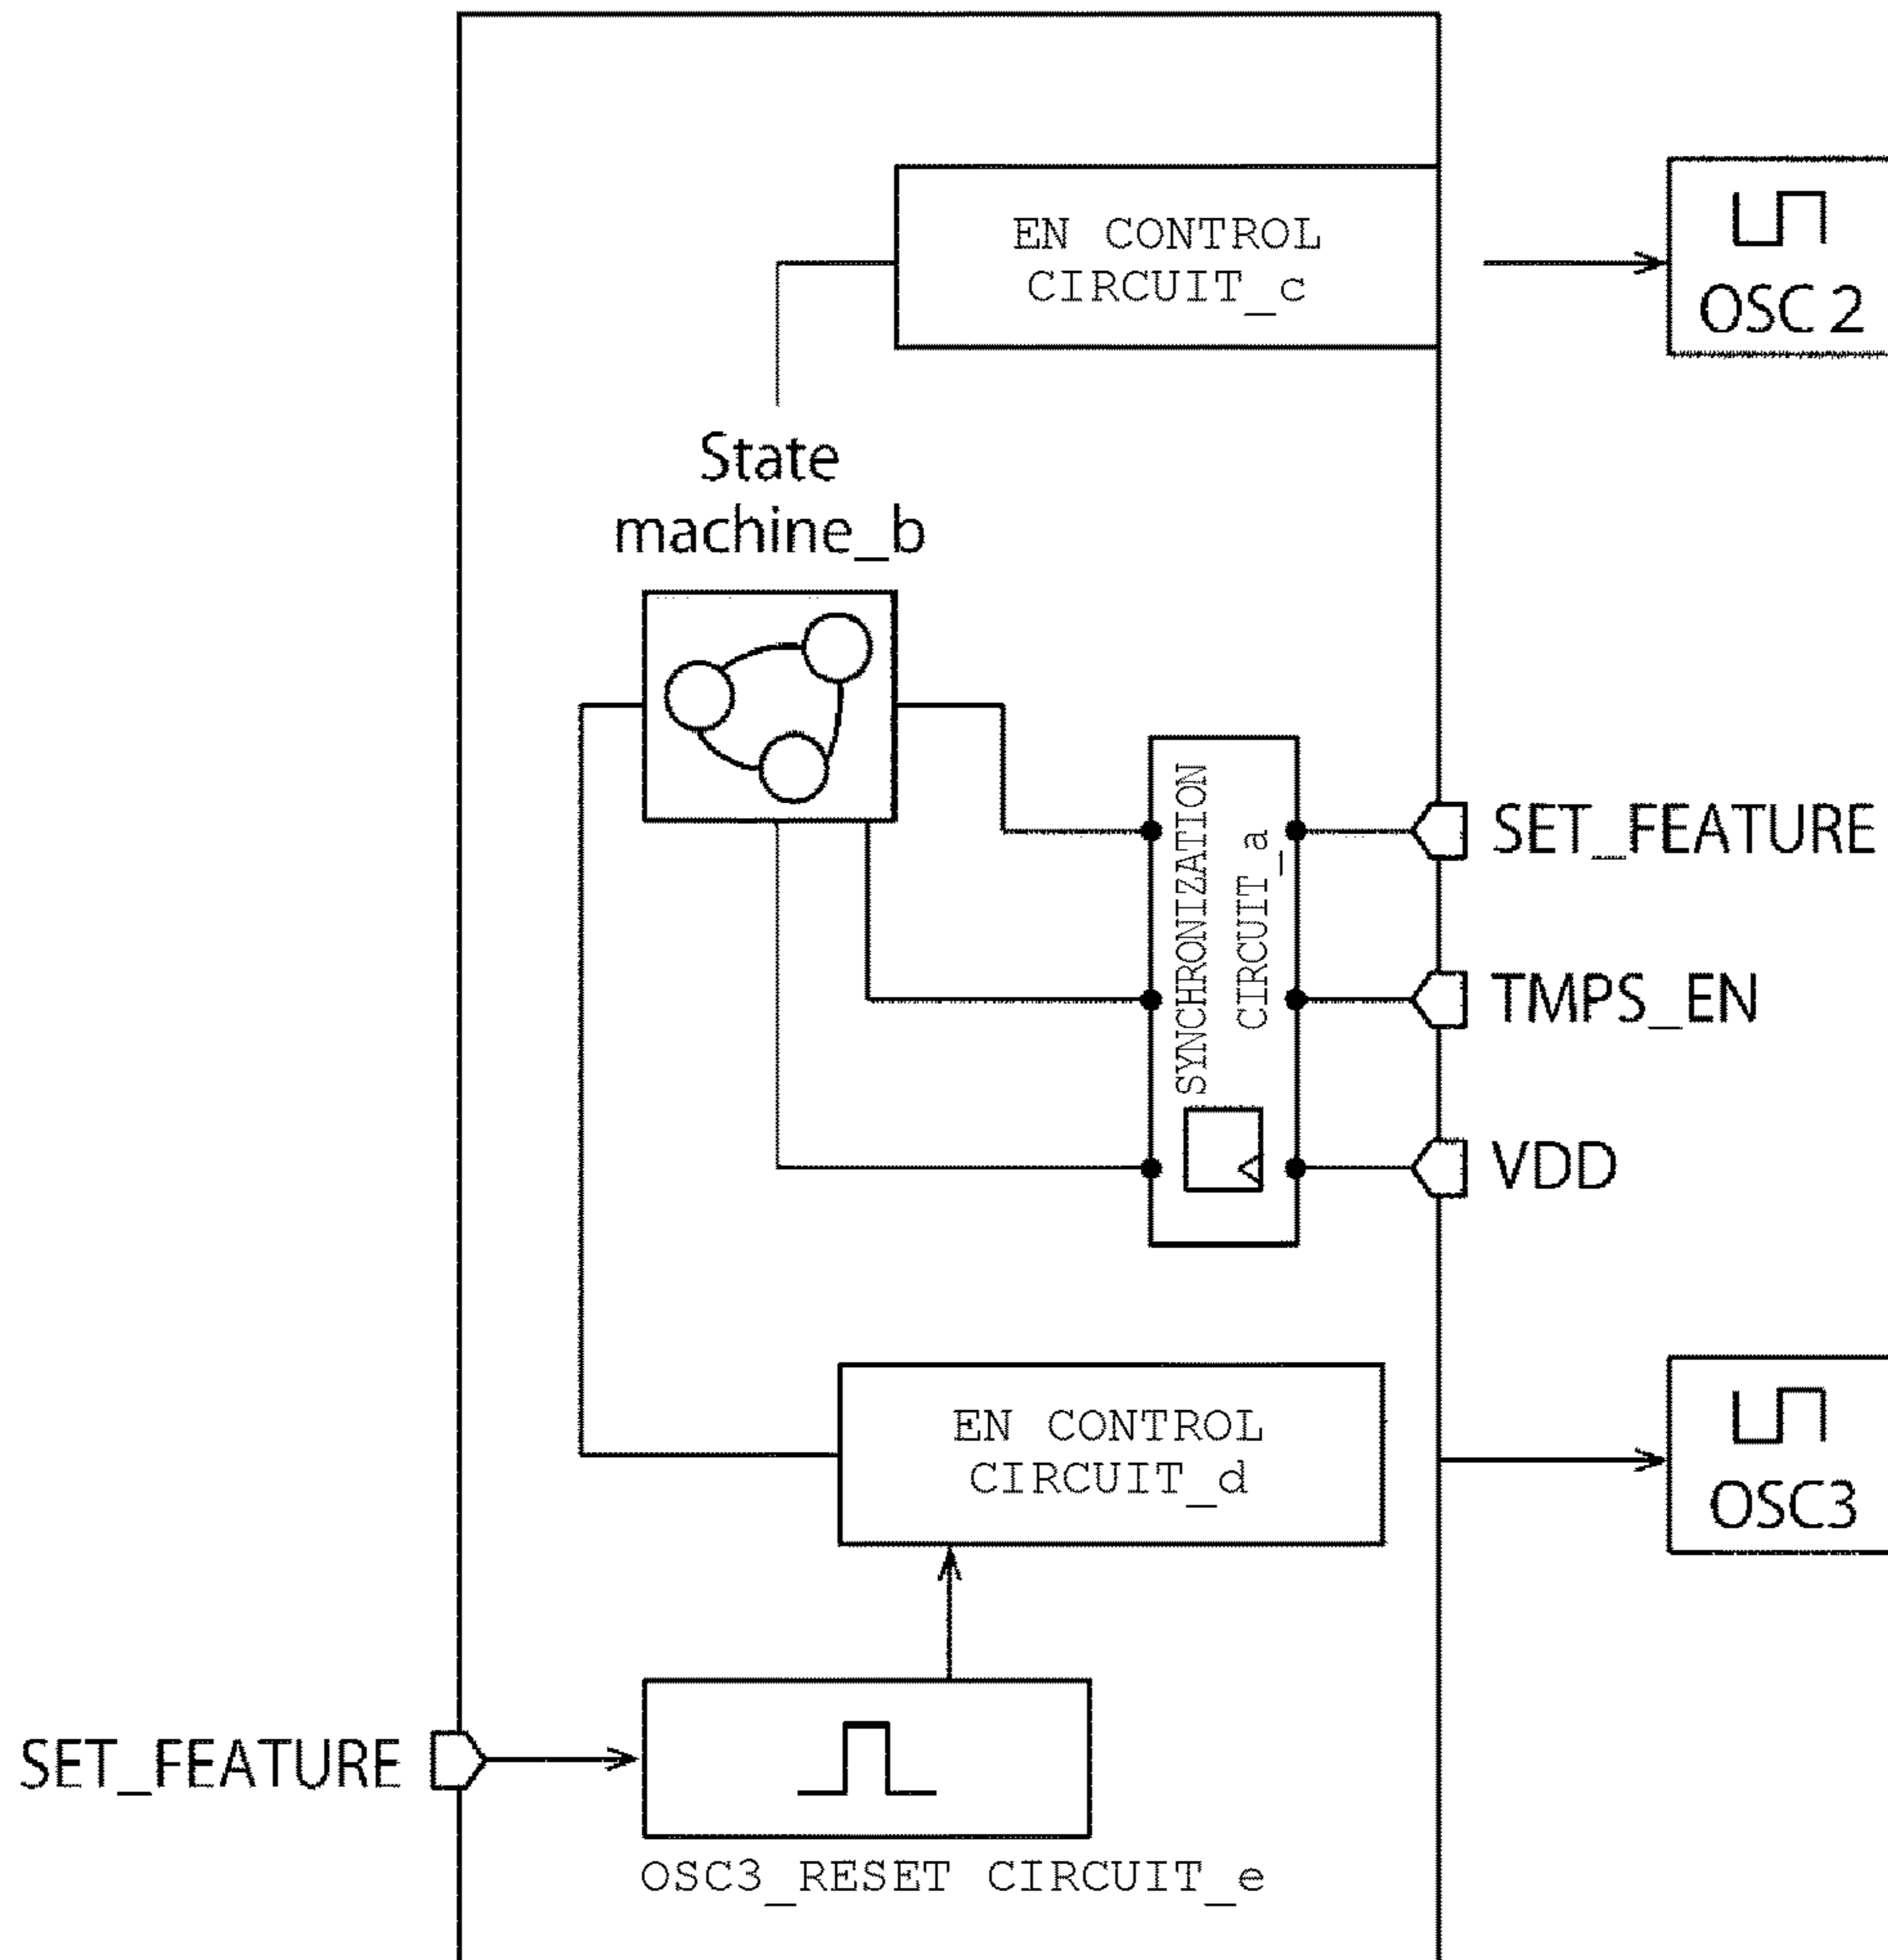 EN CONTROL
CIRCUIT_c
OSC 2
State
machine_b
SYNCHRONIZATION
CIRCUIT_a
SET_FEATURE
TMPS_EN
VDD
EN CONTROL
CIRCUIT_d
OSC3
SET_FEATURE
OSC3_RESET CIRCUIT_e